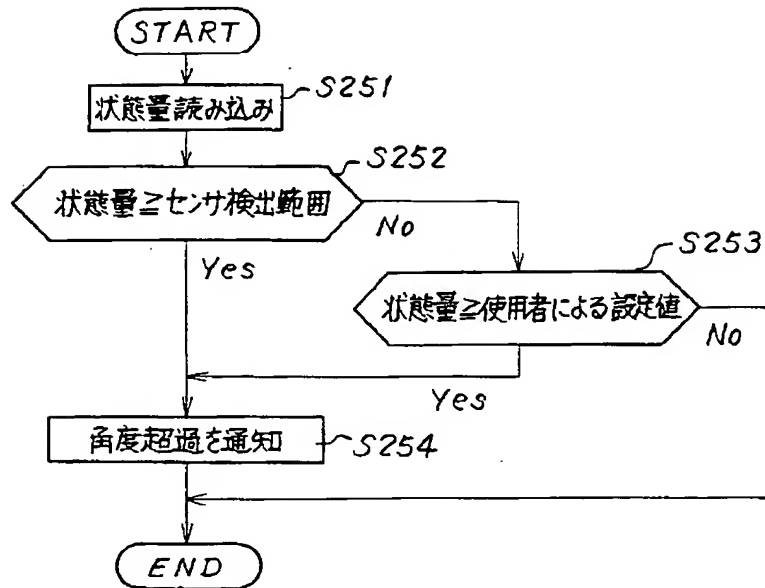 START
状態量読み込み
S251
状態量≧センサ検出範囲
S252
No
Yes
状態量≧使用者による設定値
S253
No
Yes
角度超過を通知
S254
END